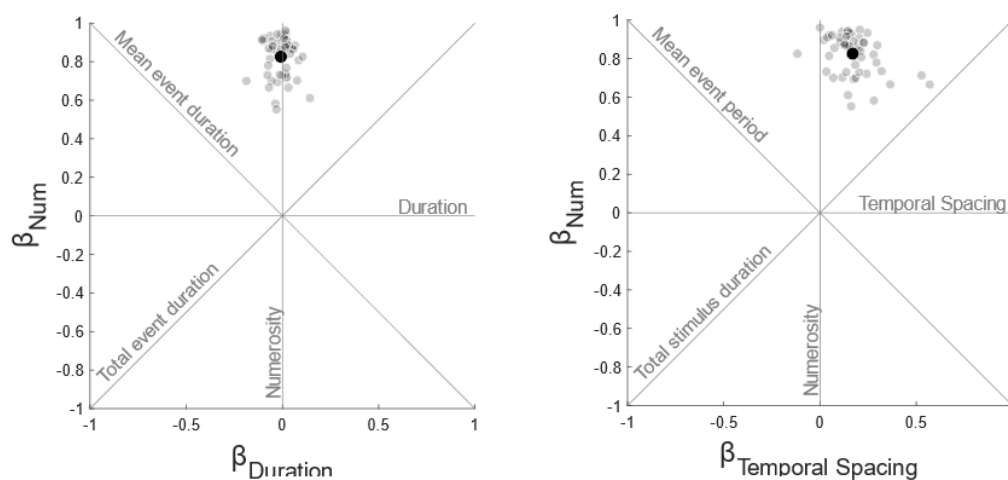 1
0.8
0.6
0.4
0.2
0
-0.2
-0.4
-0.6
-0.8
-1
βNum
Mean event duration
Duration
Total event duration
Numerosity
-1
-0.5
0
0.5
1
βDuration
1
0.8
0.6
0.4
0.2
0
-0.2
-0.4
-0.6
-0.8
-1
βNum
Mean event period
Temporal Spacing
Total stimulus duration
Numerosity
-1
-0.5
0
0.5
βTemporal Spacing